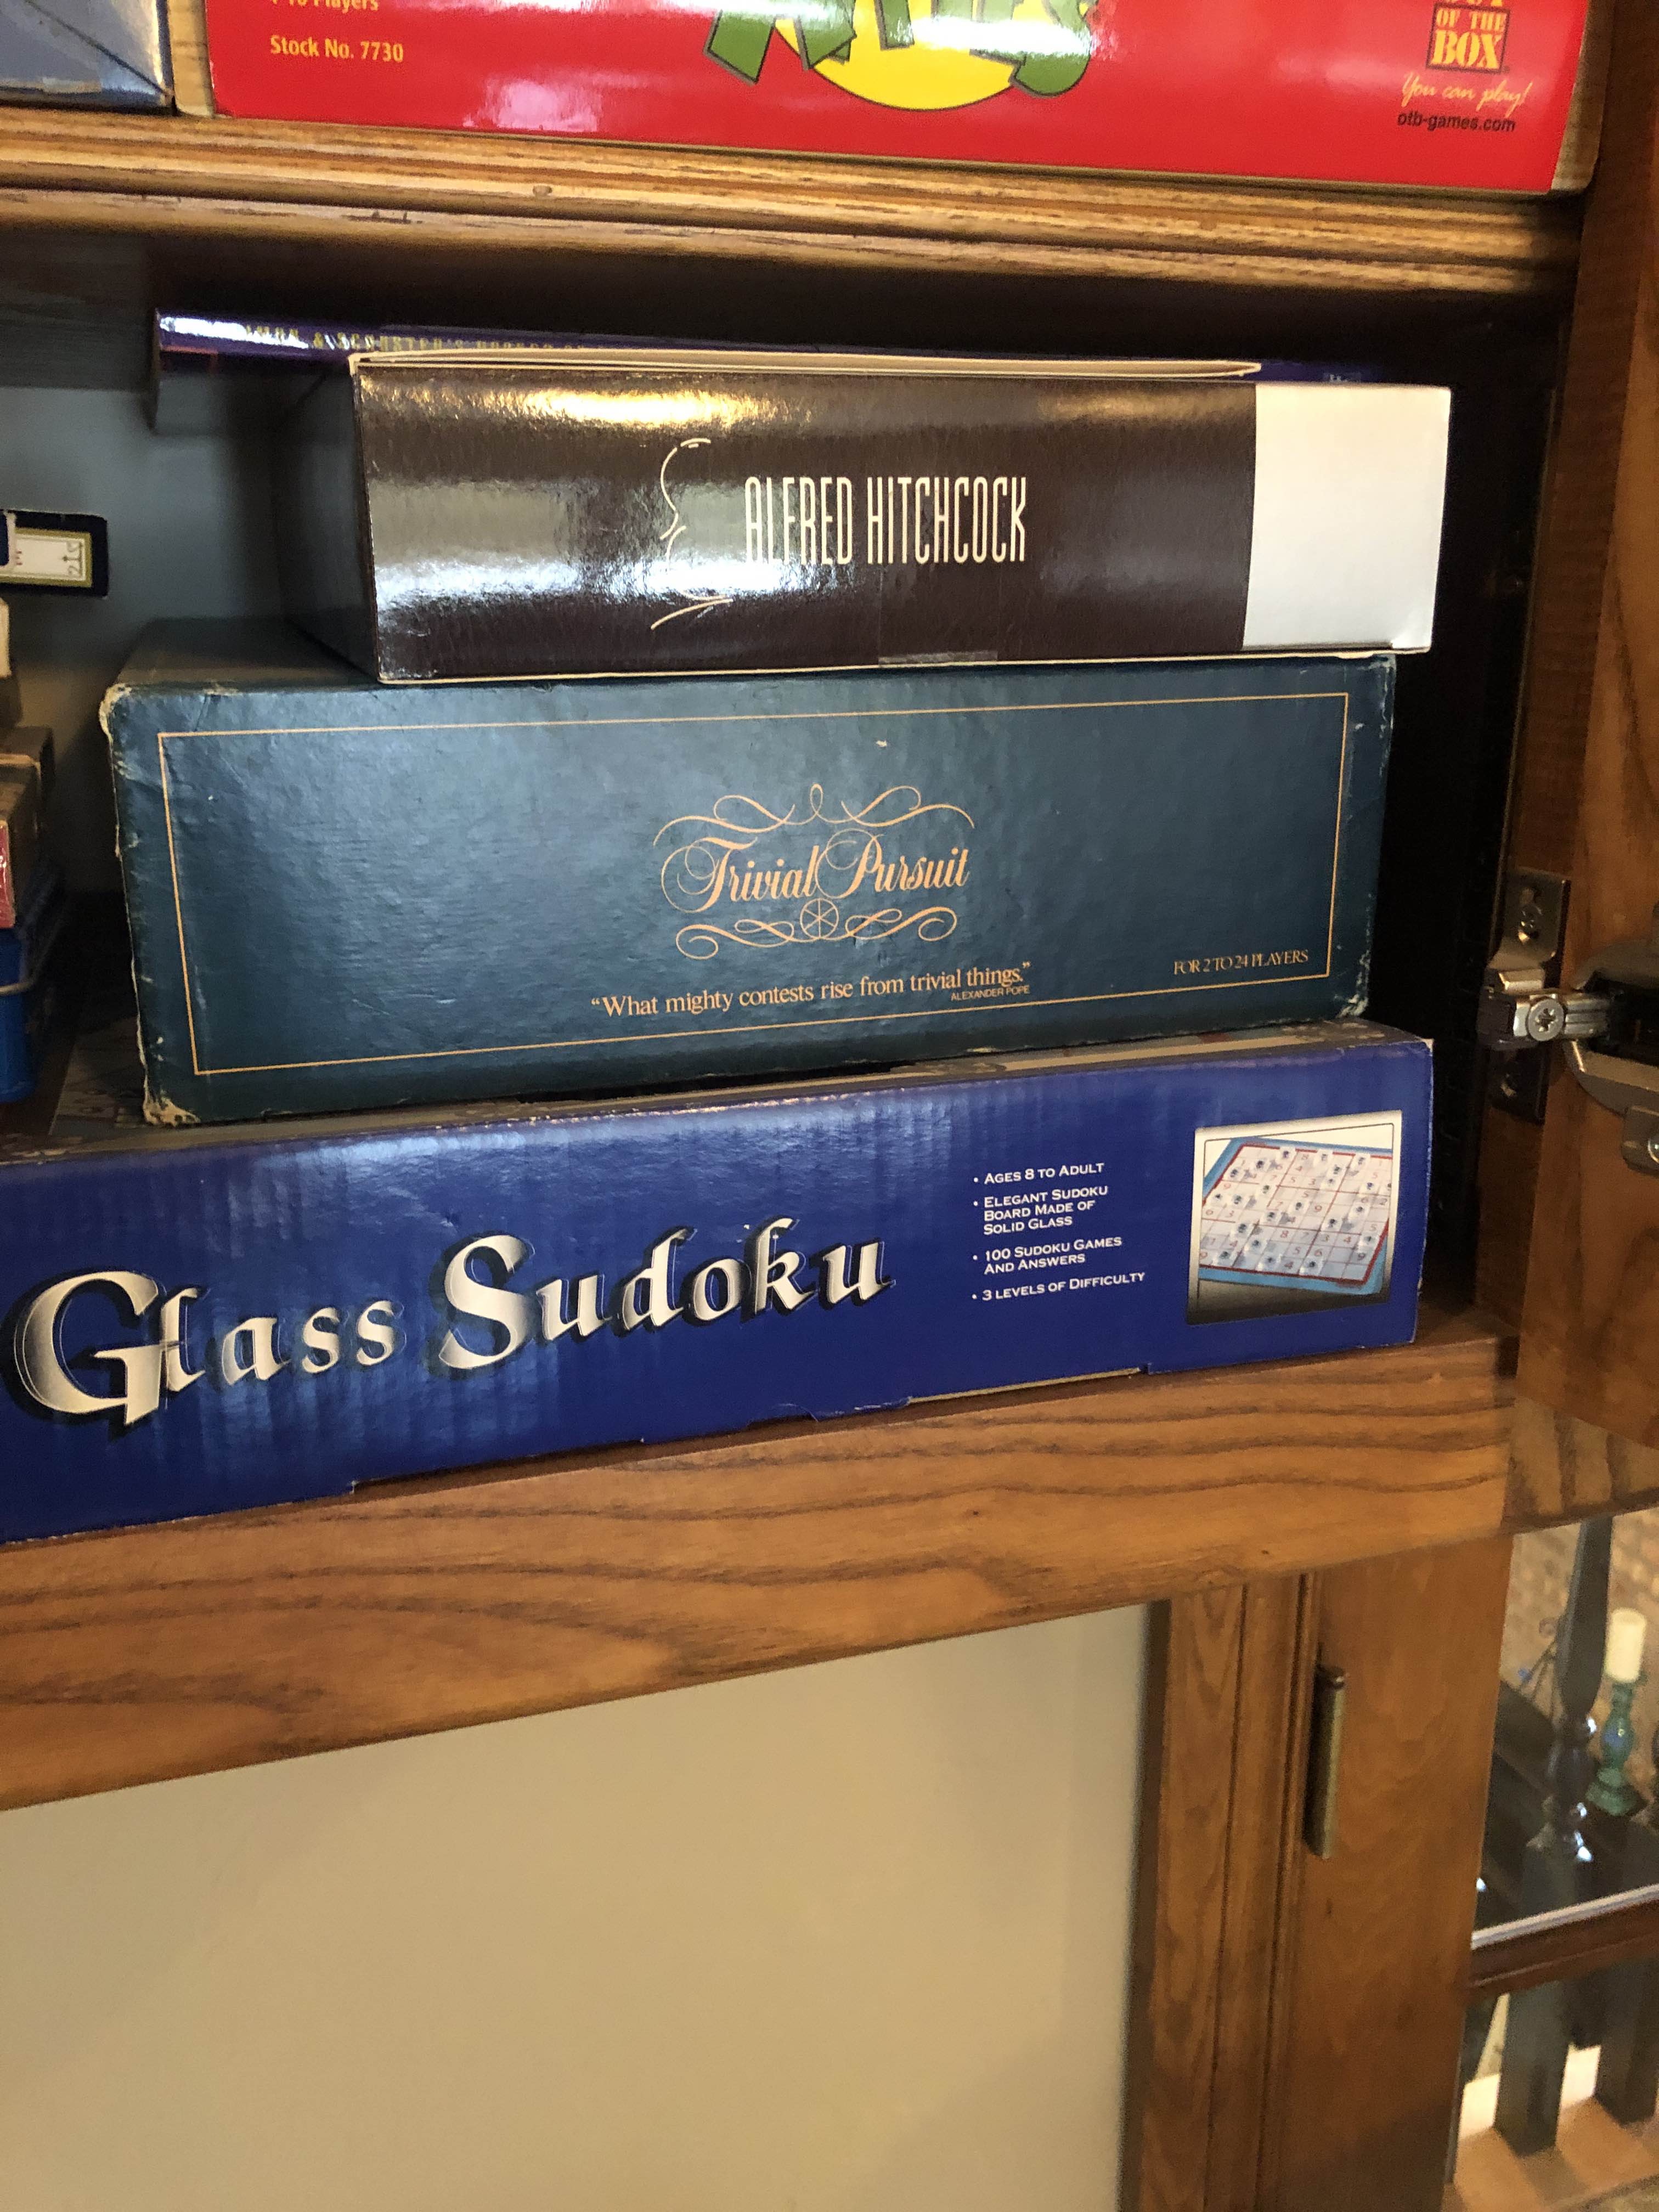 Players
Stock No. 7730
OF THE
BOX
You can play!
otb-games.com
ALFRED HITCHCOCK
Trivial Pursuit
“What mighty contests rise from trivial things.”
ALEXANDER POPE
FOR 2 TO 24 PLAYERS
Glass Sudoku
• AGES 8 TO ADULT
• ELEGANT SUDOKU
BOARD MADE OF
SOLID GLASS
• 100 SUDOKU GAMES
AND ANSWERS
• 3 LEVELS OF DIFFICULTY